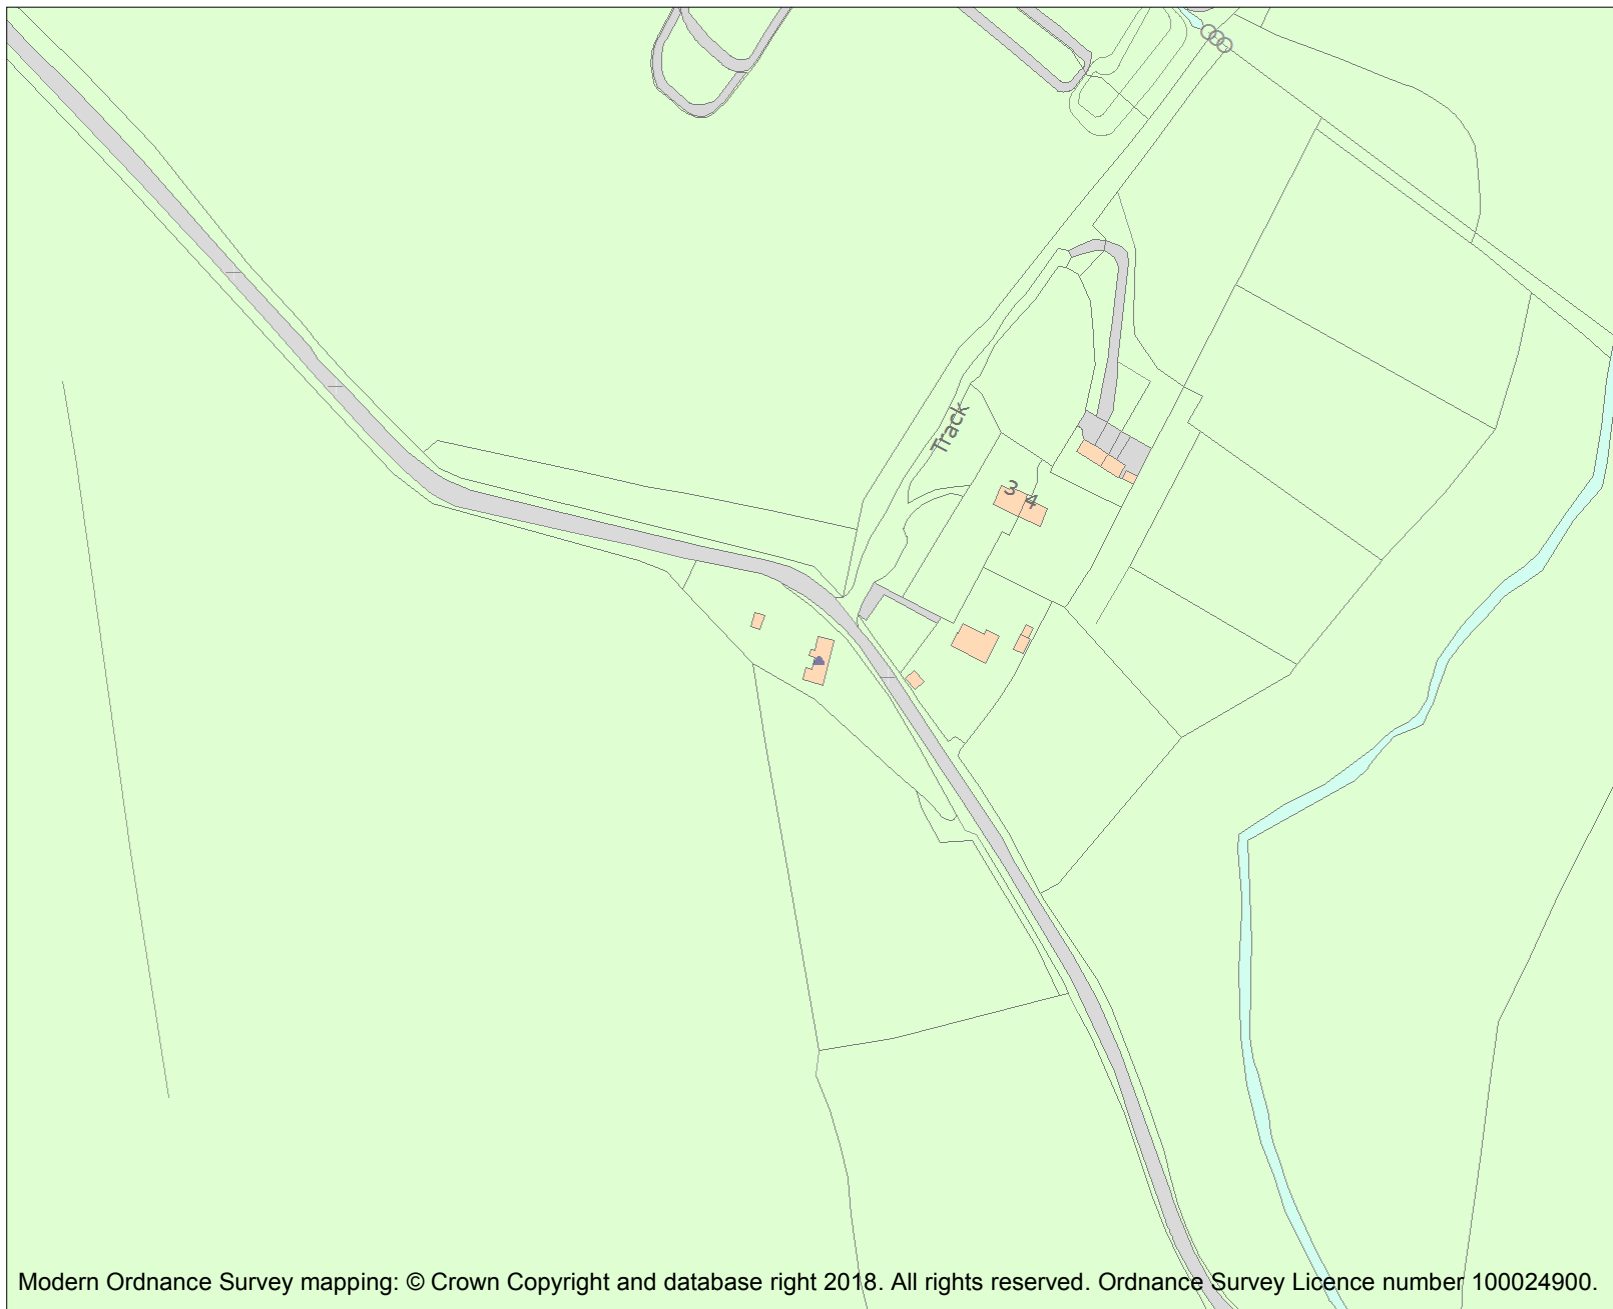 Track
3
4
Modern Ordnance Survey mapping: © Crown Copyright and database right 2018. All rights reserved. Ordnance Survey Licence number 100024900.